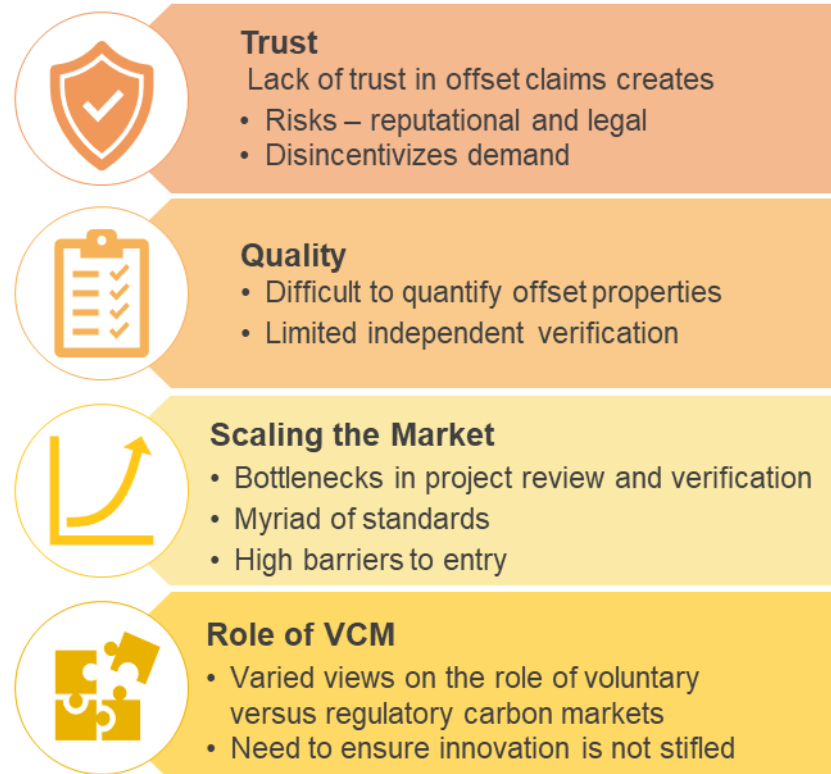 Trust
Lack of trust in offset claims creates
• Risks – reputational and legal
• Disincentivizes demand
Quality
• Difficult to quantify offset properties
• Limited independent verification
Scaling the Market
• Bottlenecks in project review and verification
• Myriad of standards
• High barriers to entry
Role of VCM
• Varied views on the role of voluntary
versus regulatory carbon markets
• Need to ensure innovation is not stifled